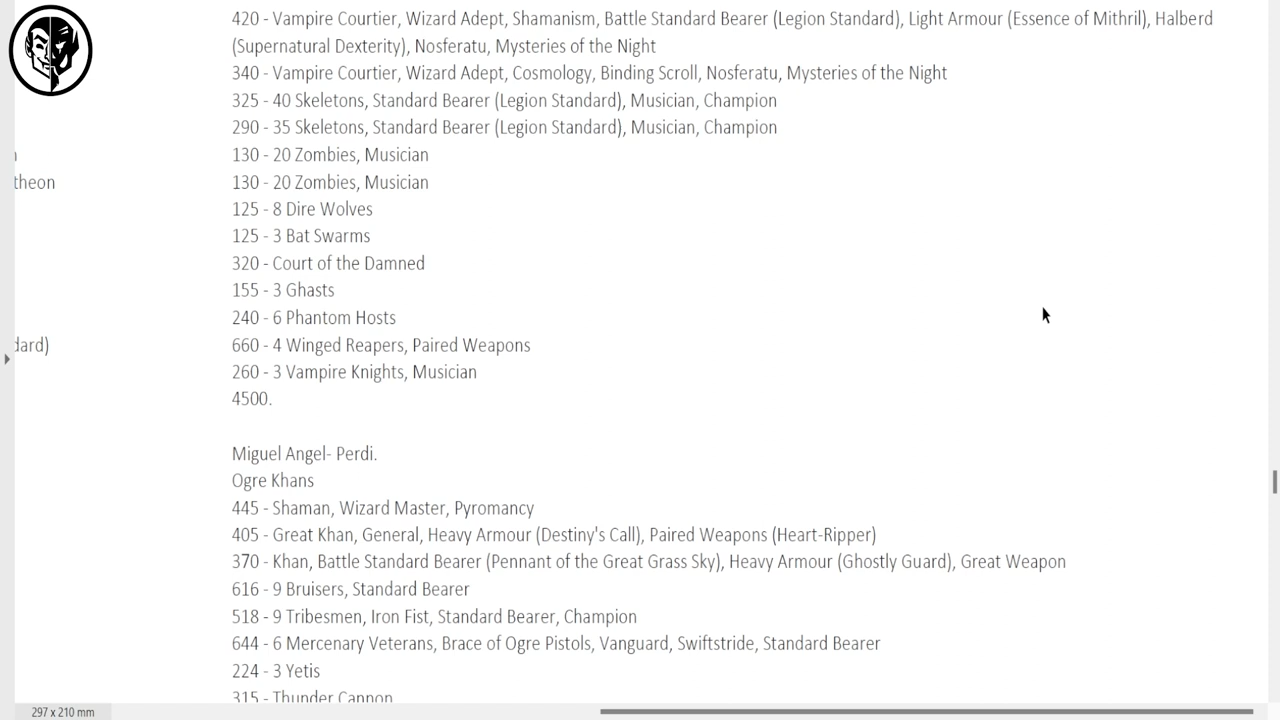 420 - Vampire Courtier, Wizard Adept, Shamanism, Battle Standard Bearer (Legion Standard), Light Armour (Essence of Mithril), Halberd
(Supernatural Dexterity), Nosferatu, Mysteries of the Night
340 - Vampire Courtier, Wizard Adept, Cosmology, Binding Scroll, Nosferatu, Mysteries of the Night
325 - 40 Skeletons, Standard Bearer (Legion Standard), Musician, Champion
290 - 35 Skeletons, Standard Bearer (Legion Standard), Musician, Champion
130 - 20 Zombies, Musician
theon
130 - 20 Zombies, Musician
125 - 8 Dire Wolves
125 - 3 Bat Swarms
320 - Court of the Damned
155 - 3 Ghasts
240 - 6 Phantom Hosts
dard)
660 - 4 Winged Reapers, Paired Weapons
260 - 3 Vampire Knights, Musician
4500.
Miguel Angel- Perdi.
Ogre Khans
445 - Shaman, Wizard Master, Pyromancy
405 - Great Khan, General, Heavy Armour (Destiny's Call), Paired Weapons (Heart-Ripper)
370 - Khan, Battle Standard Bearer (Pennant of the Great Grass Sky), Heavy Armour (Ghostly Guard), Great Weapon
616 - 9 Bruisers, Standard Bearer
518 - 9 Tribesmen, Iron Fist, Standard Bearer, Champion
644 - 6 Mercenary Veterans, Brace of Ogre Pistols, Vanguard, Swiftstride, Standard Bearer
224 - 3 Yetis
315 - Thunder Cannon
297 x 210 mm